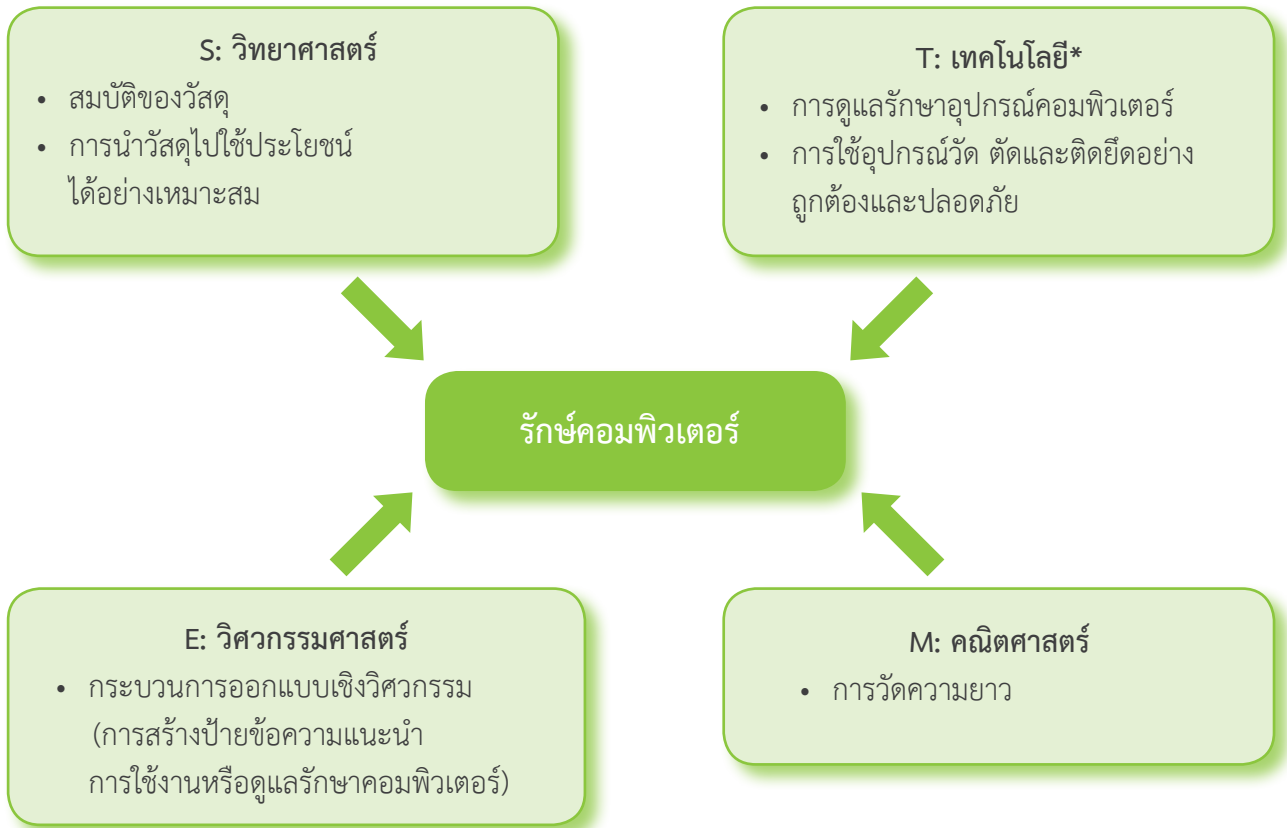 S: วิทยาศาสตร์
• สมบัติของวัสดุ
• การนำวัสดุไปใช้ประโยชน์
ได้อย่างเหมาะสม
T: เทคโนโลยี*
• การดูแลรักษาอุปกรณ์คอมพิวเตอร์
• การใช้อุปกรณ์วัด ตัดและติดยึดอย่าง
ถูกต้องและปลอดภัย
รักษ์คอมพิวเตอร์
E: วิศวกรรมศาสตร์
• กระบวนการออกแบบเชิงวิศวกรรม
(การสร้างป้ายข้อความแนะนำ
การใช้งานหรือดูแลรักษาคอมพิวเตอร์)
M: คณิตศาสตร์
• การวัดความยาว